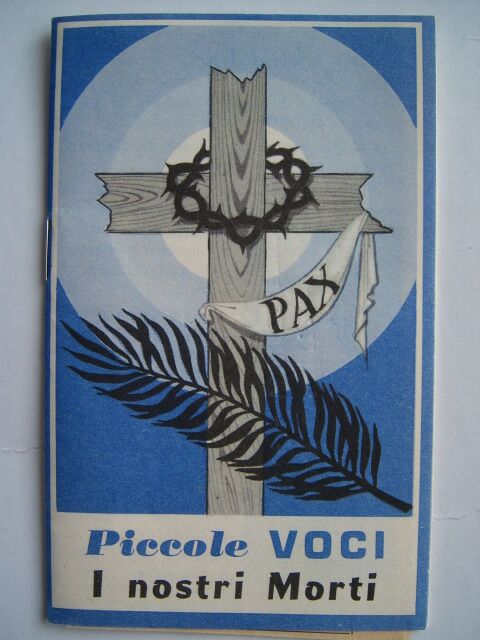 PAX
Piccole VOCI
I nostri Morti